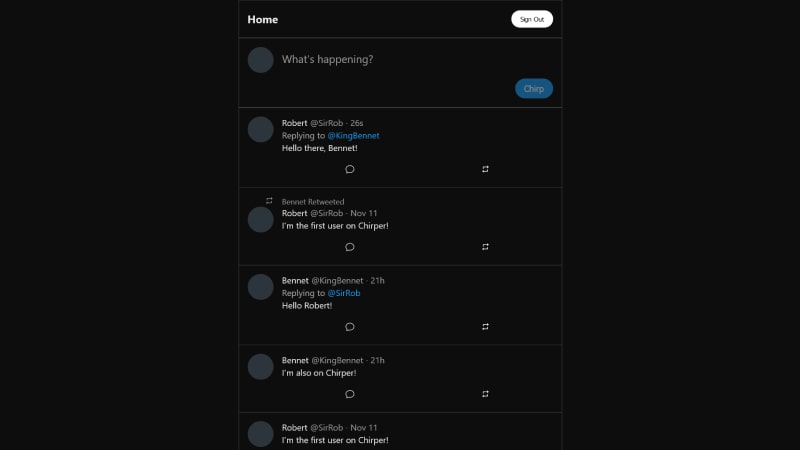 Home
Sign Out
What's happening?
Chirp
Robert @SirRob · 26s
Replying to @KingBennet
Hello there, Bennet!
Bennet Retweeted
Robert @SirRob · Nov 11
I'm the first user on Chirper!
Bennet @KingBennet · 21h
Replying to @SirRob
Hello Robert!
Bennet @KingBennet · 21h
I'm also on Chirper!
Robert @SirRob · Nov 11
I'm the first user on Chirper!